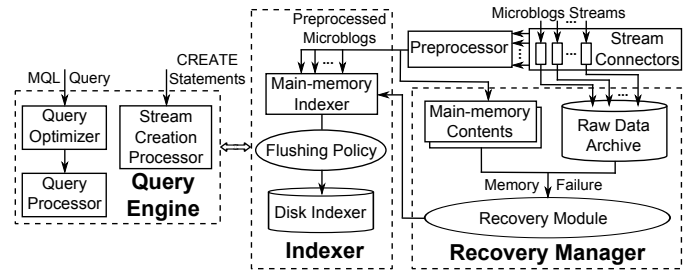 Microblogs Streams
...
Preprocessed
Microblogs
Preprocessor
...
Stream
Connectors
CREATE
Statements
MQL Query
...
Main-memory
Indexer
...
Query
Optimizer
Stream
Creation
Processor
Main-memory
Contents
Raw Data
Archive
Flushing Policy
Query
Processor
Query
Engine
Memory Failure
Disk Indexer
Recovery Module
Indexer
Recovery Manager